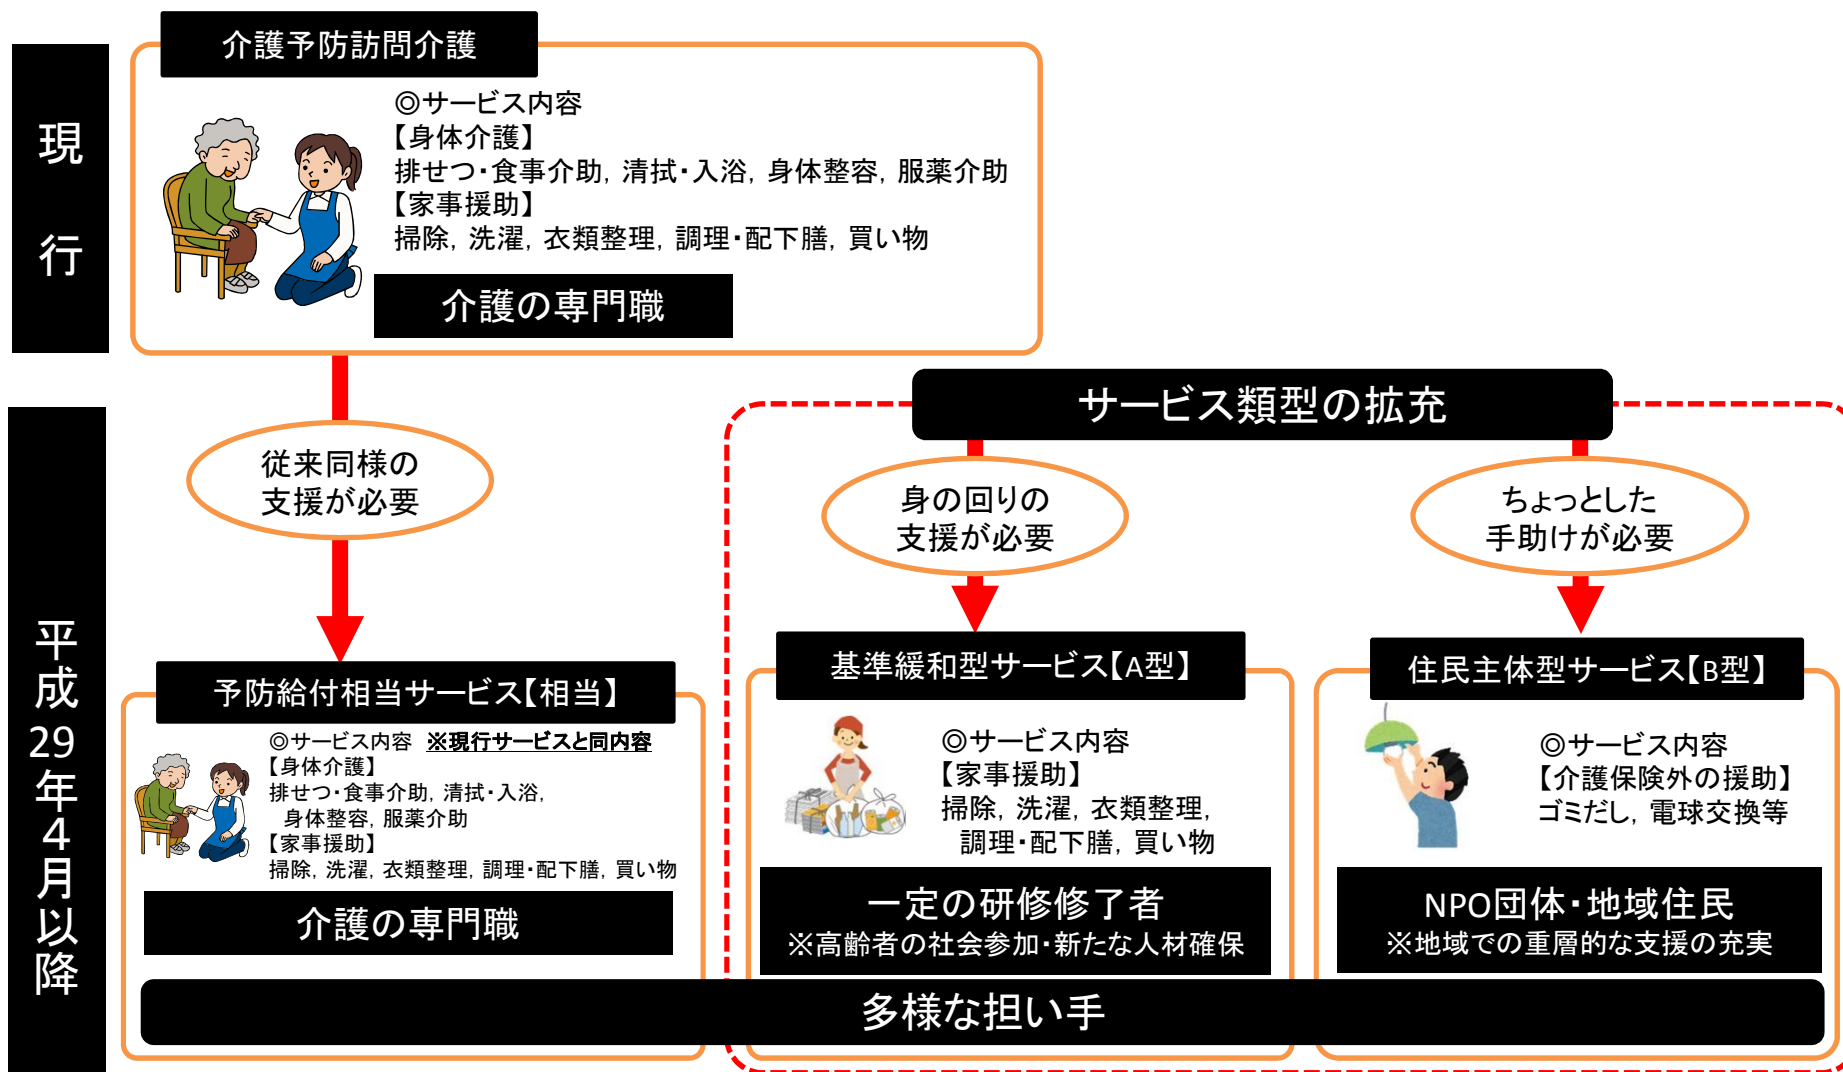 現行
介護予防訪問介護
◎サービス内容
【身体介護】
排せつ・食事介助, 清拭・入浴, 身体整容, 服薬介助
【家事援助】
掃除, 洗濯, 衣類整理, 調理・配下膳, 買い物
介護の専門職
平成29年4月以降
従来同様の
支援が必要
予防給付相当サービス【相当】
◎サービス内容 ※現行サービスと同内容
【身体介護】
排せつ・食事介助, 清拭・入浴,
身体整容, 服薬介助
【家事援助】
掃除, 洗濯, 衣類整理, 調理・配下膳, 買い物
介護の専門職
サービス類型の拡充
身の回りの
支援が必要
基準緩和型サービス【A型】
◎サービス内容
【家事援助】
掃除, 洗濯, 衣類整理,
調理・配下膳, 買い物
一定の研修修了者
※高齢者の社会参加・新たな人材確保
ちょっとした
手助けが必要
住民主体型サービス【B型】
◎サービス内容
【介護保険外の援助】
ゴミだし, 電球交換等
NPO団体・地域住民
※地域での重層的な支援の充実
多様な担い手